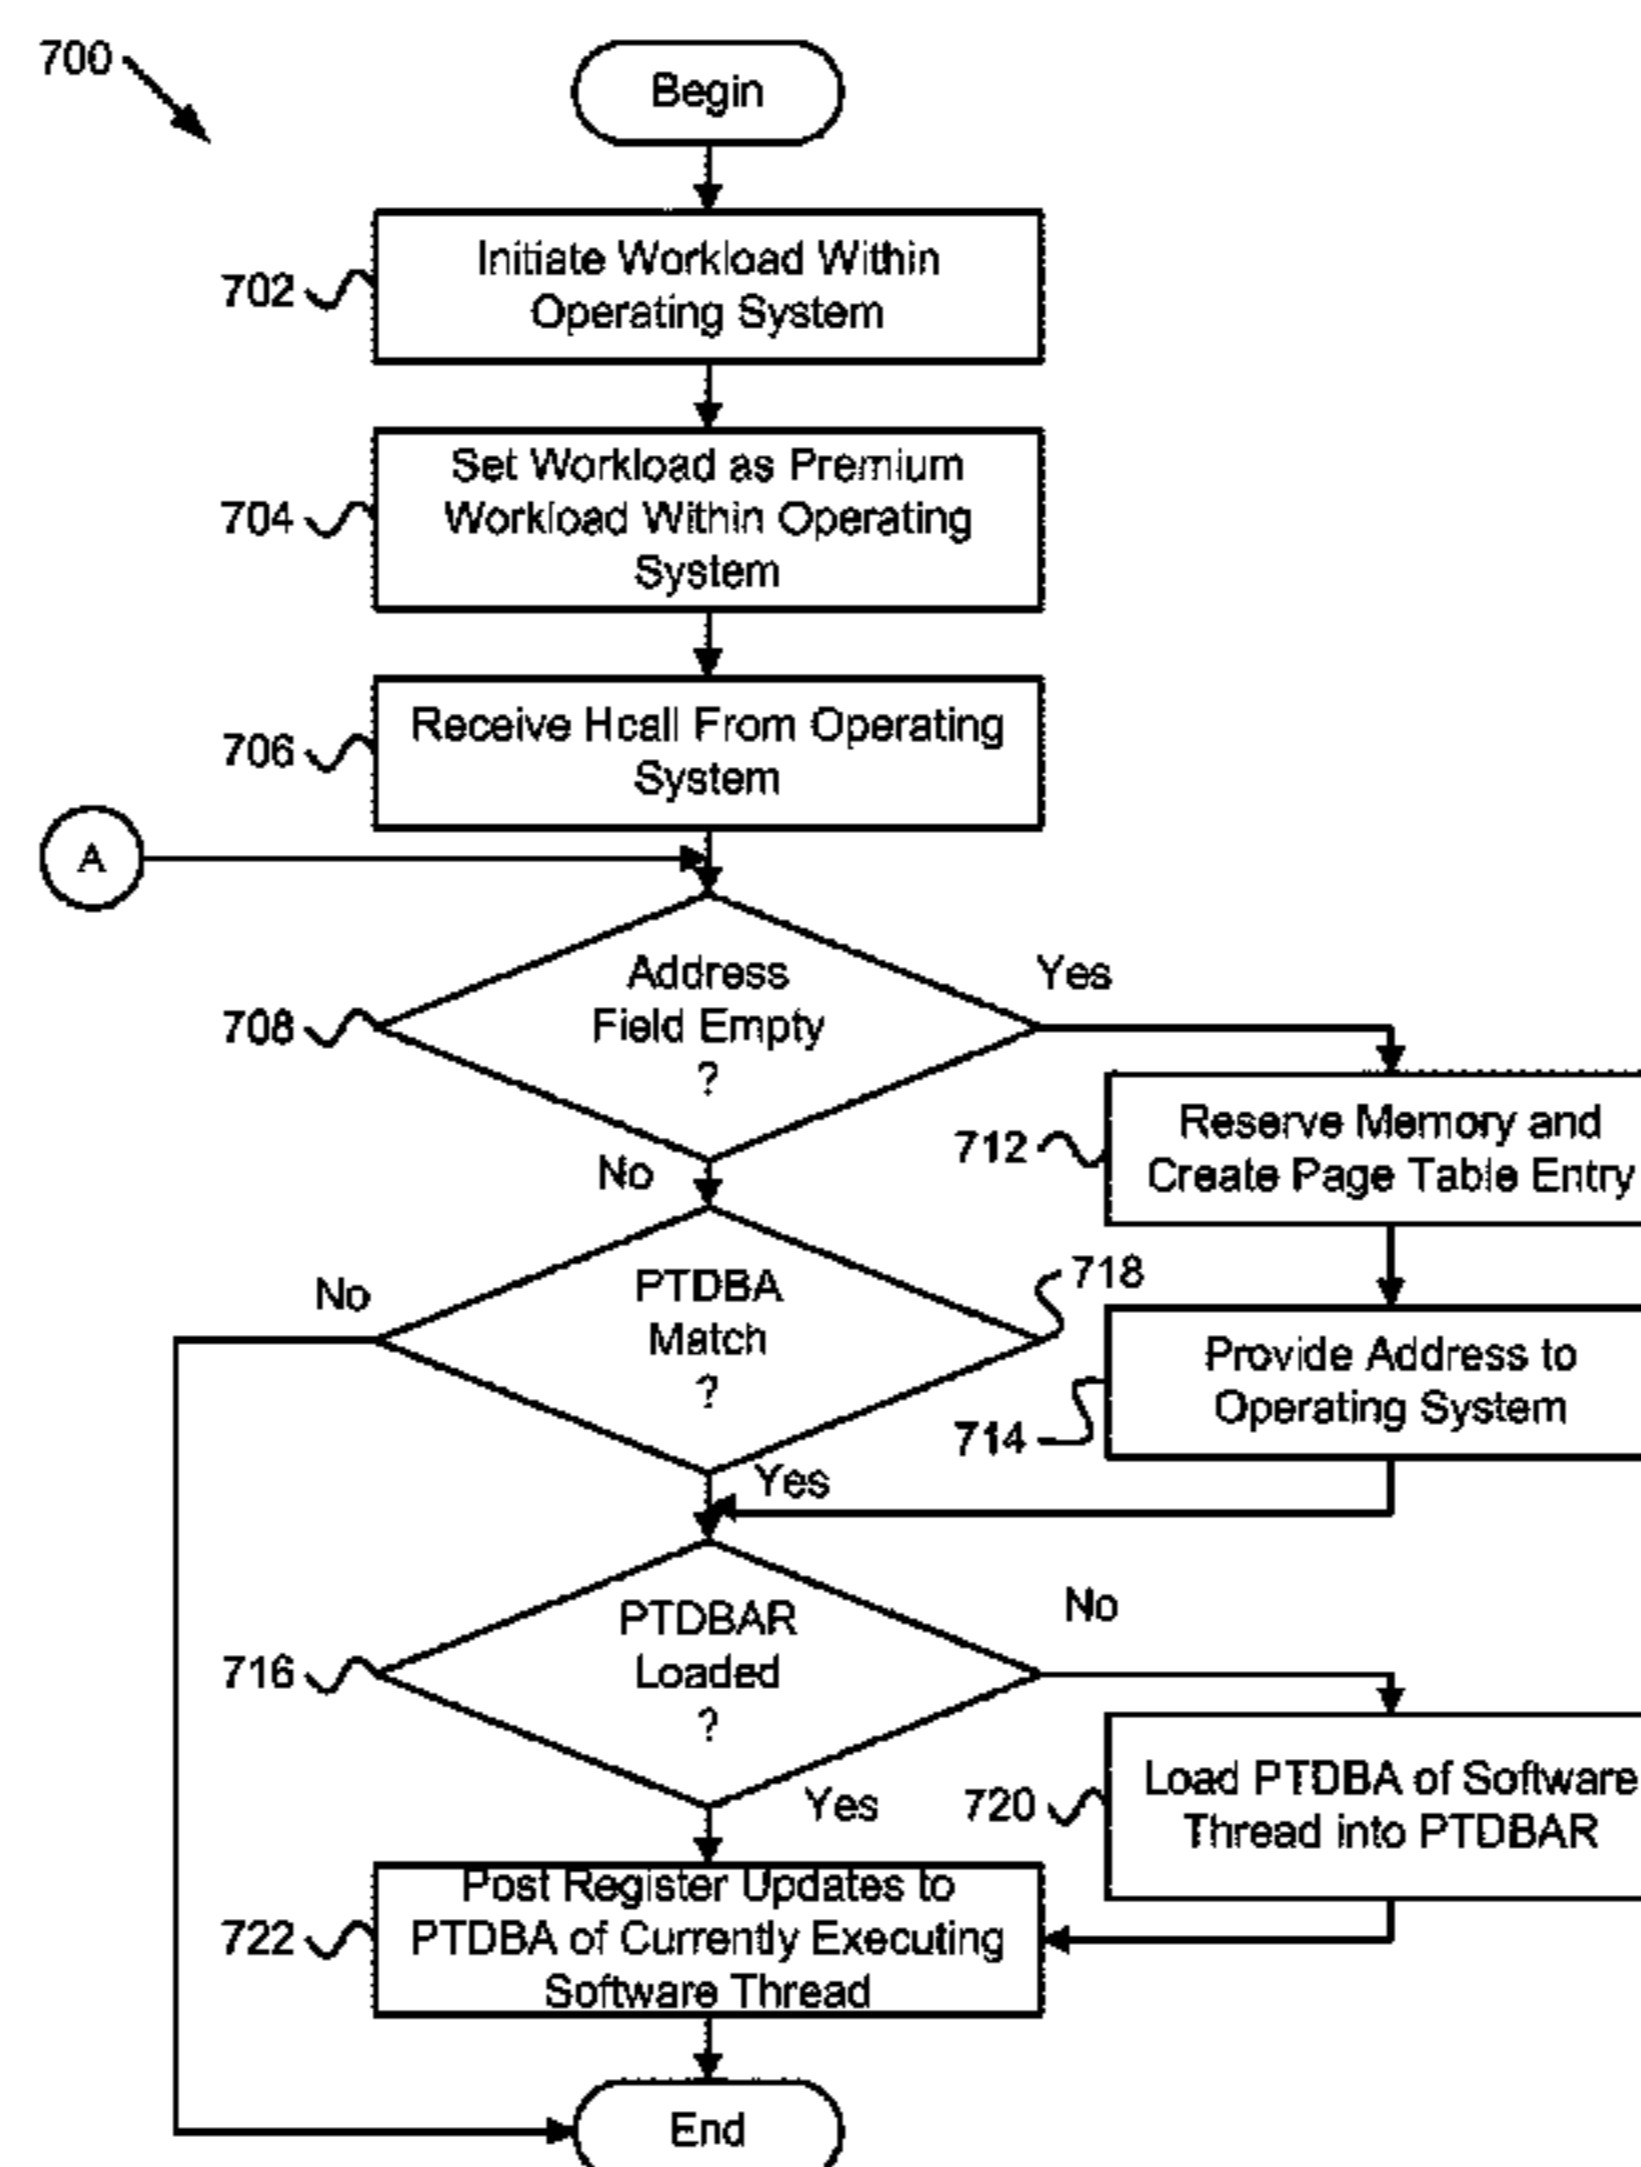 700
Begin
702
Initiate Workload Within
Operating System
704
Set Workload as Premium
Workload Within Operating
System
706
Receive Hcall From Operating
System
A
708
Address
Field Empty
?
Yes
No
712
Reserve Memory and
Create Page Table Entry
718
PTDBA
Match
?
No
Yes
714
Provide Address to
Operating System
716
PTDBAR
Loaded
?
No
Yes
720
Load PTDBA of Software
Thread into PTDBAR
722
Post Register Updates to
PTDBA of Currently Executing
Software Thread
End